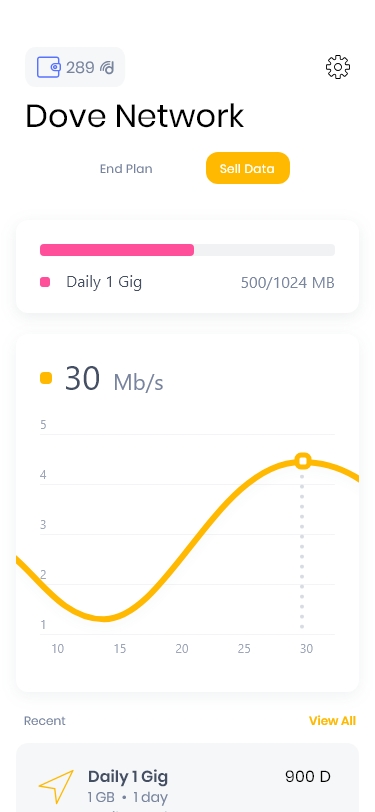 289
Dove Network
End Plan
Sell Data
Daily 1 Gig
500/1024 MB
30 Mb/s
5
4
3
2
1
10 15 20 25 30
Recent
View All
Daily 1 Gig
900 D
1 GB • 1 day